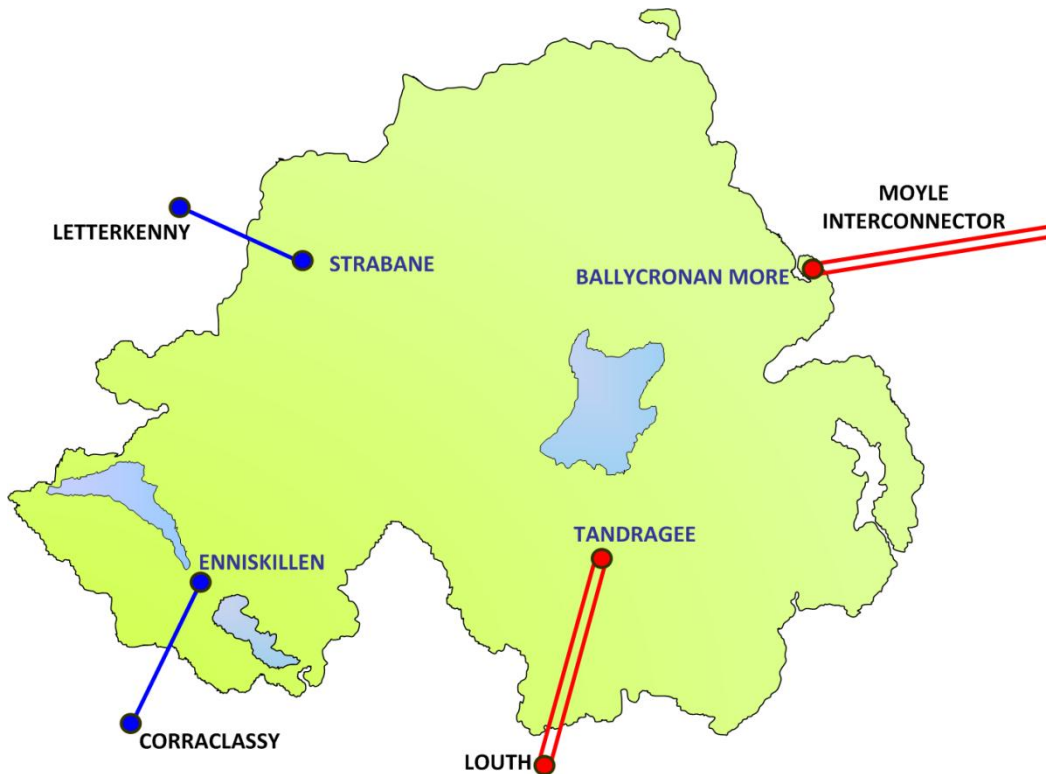 MOYLE
INTERCONNECTOR
LETTERKENNY
STRABANE
BALLYCRONAN MORE
TANDRAGEE
ENNISKILLEN
CORRACLASSY
LOUTH